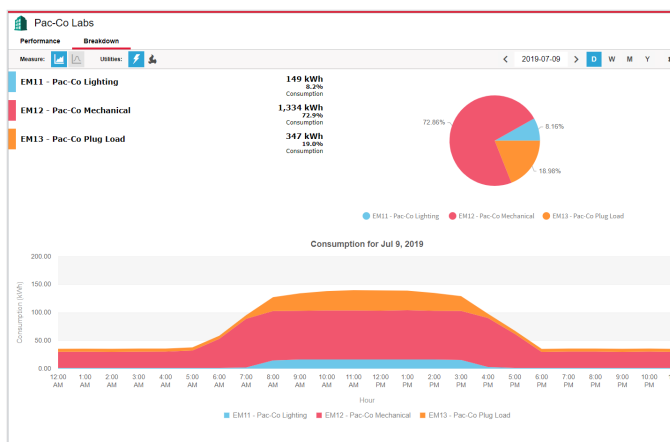 Pac-Co Labs
Performance Breakdown
Measure: Utilities: 2019-07-09 D W M Y
EM11 - Pac-Co Lighting 149 kWh
8.2%
Consumption
EM12 - Pac-Co Mechanical 1,334 kWh
72.9%
Consumption
EM13 - Pac-Co Plug Load 347 kWh
19.0%
Consumption
72.86%
8.16%
18.98%
EM11 - Pac-Co Lighting EM12 - Pac-Co Mechanical EM13 - Pac-Co Plug Load
Consumption for Jul 9, 2019
Consumption (kWh)
200.00
150.00
100.00
50.00
0.00
12:00 1:00 2:00 3:00 4:00 5:00 6:00 7:00 8:00 9:00 10:00 11:00 12:00 1:00 2:00 3:00 4:00 5:00 6:00 7:00 8:00 9:00 10:00
AM AM AM AM AM AM AM AM AM AM AM AM PM PM PM PM PM PM PM PM PM PM PM
Hour
EM11 - Pac-Co Lighting EM12 - Pac-Co Mechanical EM13 - Pac-Co Plug Load